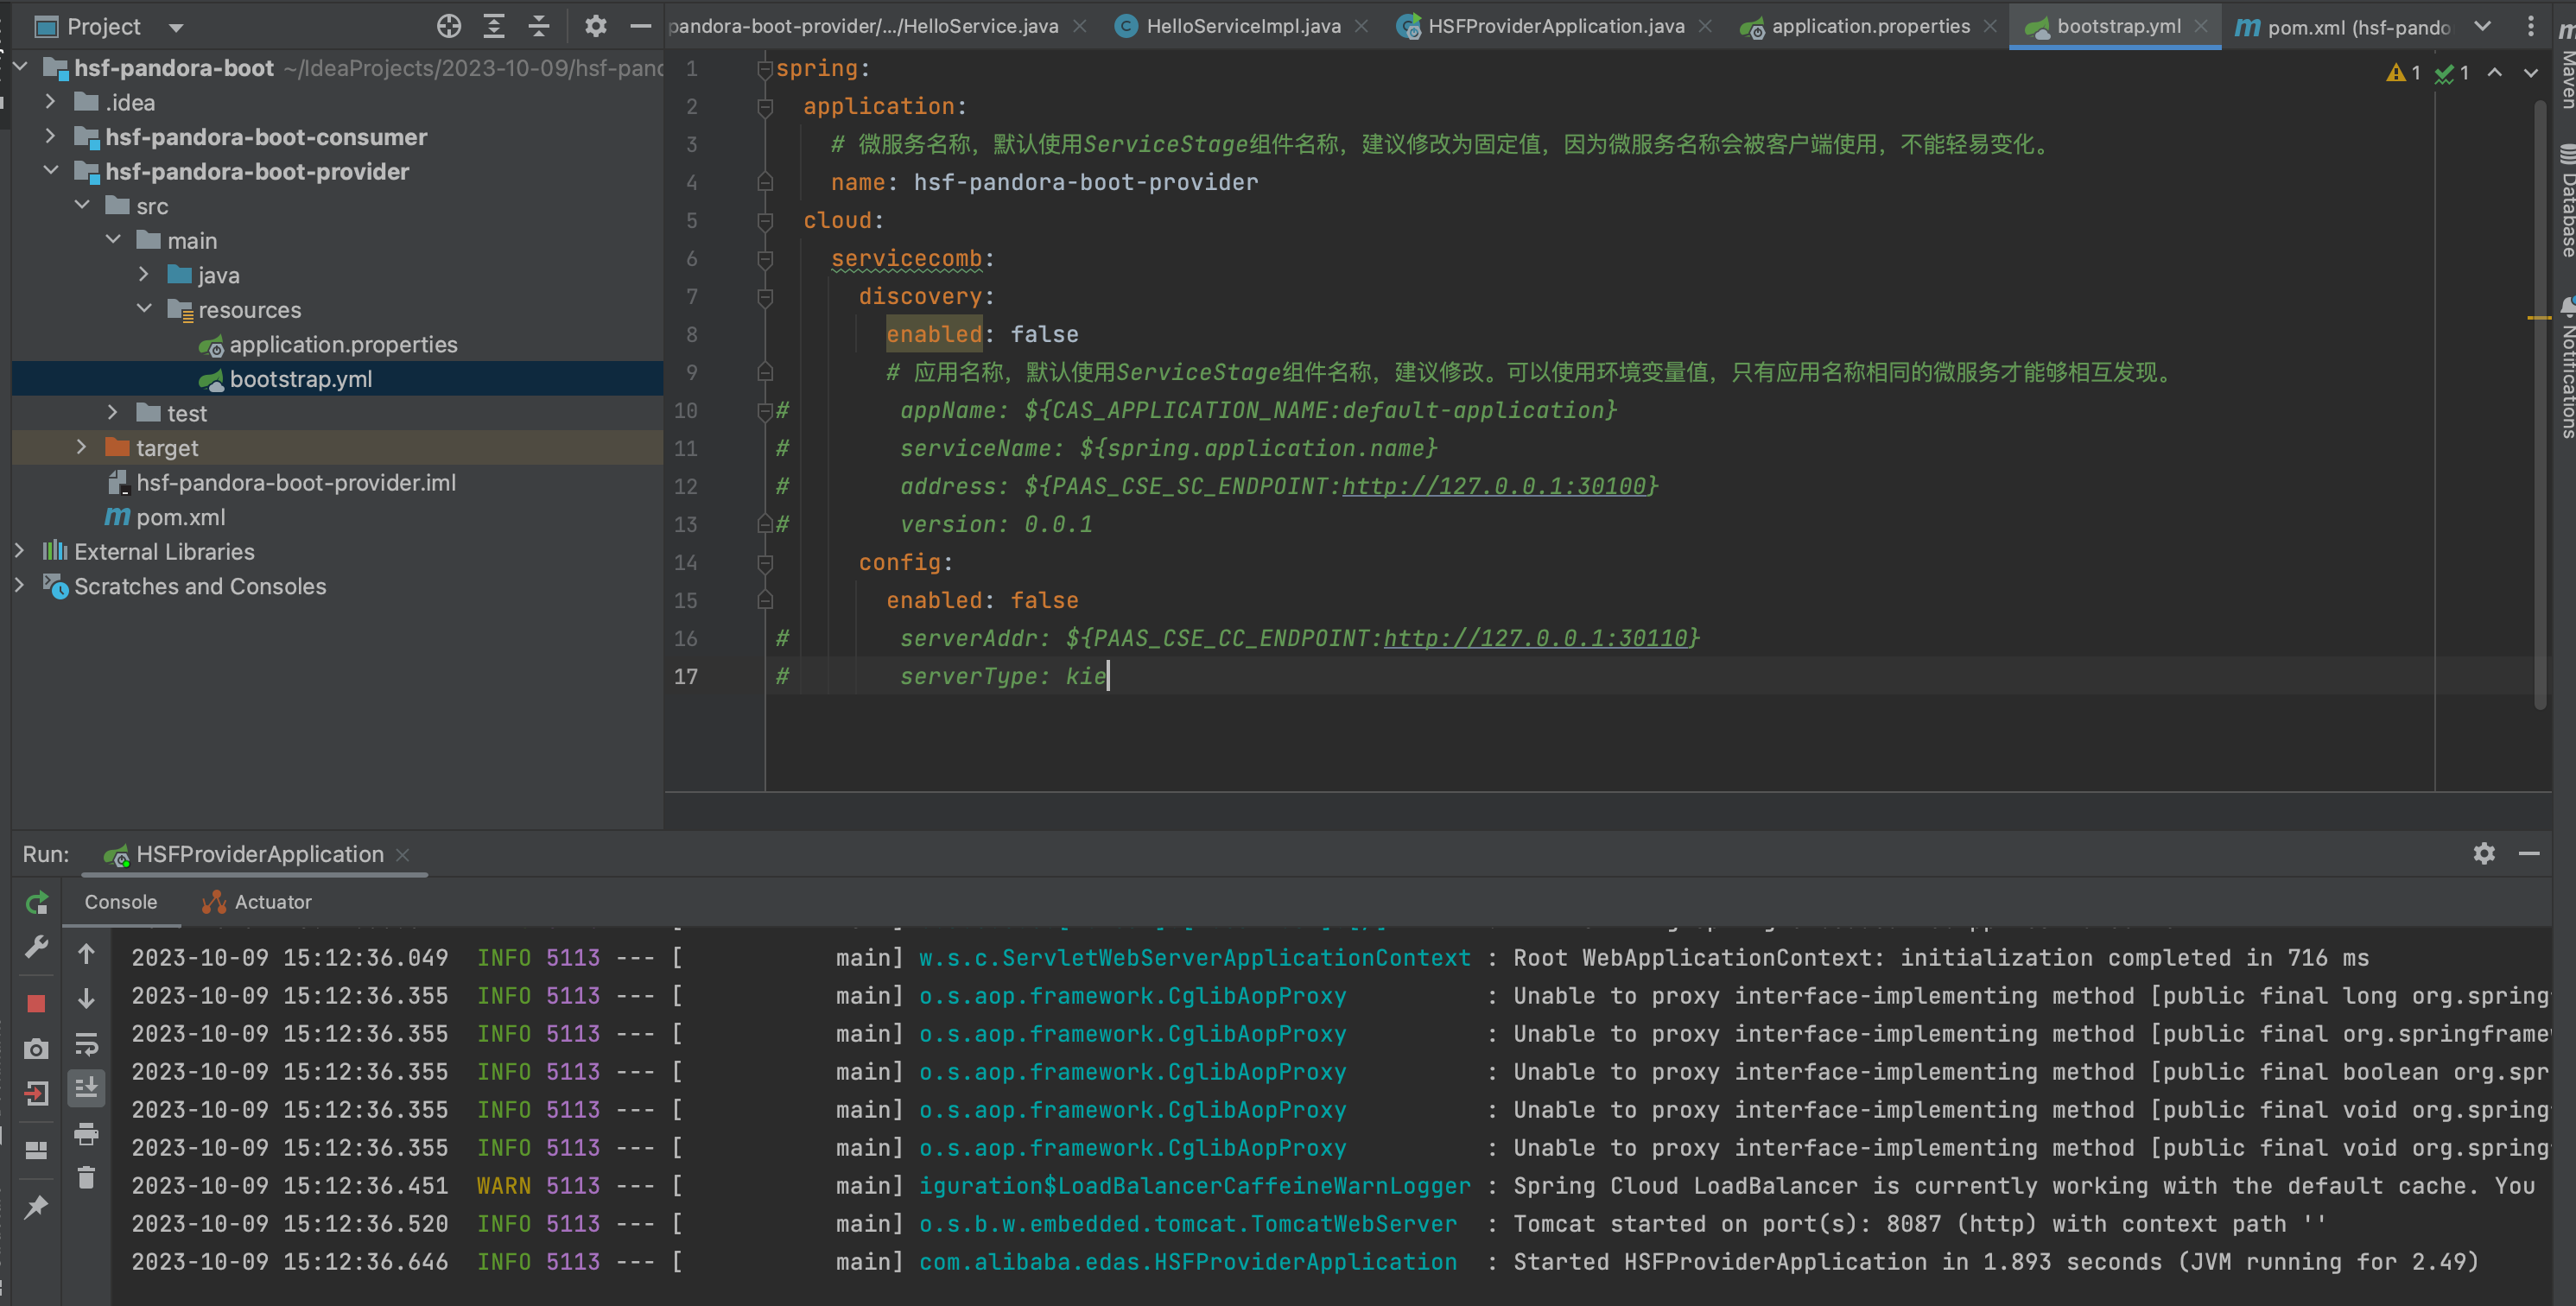 Project
pandora-boot-provider/.../HelloService.java
HelloServiceImpl.java
HSFProviderApplication.java
application.properties
bootstrap.yml
pom.xml (hsf-pando
hsf-pandora-boot ~/IdeaProjects/2023-10-09/hsf-pand
.idea
hsf-pandora-boot-consumer
hsf-pandora-boot-provider
src
main
java
resources
application.properties
bootstrap.yml
test
target
hsf-pandora-boot-provider.iml
pom.xml
External Libraries
Scratches and Consoles
1 spring:
2 application:
3 # 微服务名称，默认使用ServiceStage组件名称，建议修改为固定值，因为微服务名称会被客户端使用，不能轻易变化。
4 name: hsf-pandora-boot-provider
5 cloud:
6 servicecomb:
7 discovery:
8 enabled: false
9 # 应用名称，默认使用ServiceStage组件名称，建议修改。可以使用环境变量值，只有应用名称相同的微服务才能够相互发现。
10 # appName: ${CAS_APPLICATION_NAME:default-application}
11 # serviceName: ${spring.application.name}
12 # address: ${PAAS_CSE_SC_ENDPOINT:http://127.0.0.1:30100}
13 # version: 0.0.1
14 config:
15 enabled: false
16 # serverAddr: ${PAAS_CSE_CC_ENDPOINT:http://127.0.0.1:30110}
17 # serverType: kie
1 1
Maven
Database
Notifications
Run: HSFProviderApplication
Console Actuator
2023-10-09 15:12:36.049 INFO 5113 --- [ main] w.s.c.ServletWebServerApplicationContext : Root WebApplicationContext: initialization completed in 716 ms
2023-10-09 15:12:36.355 INFO 5113 --- [ main] o.s.aop.framework.CglibAopProxy : Unable to proxy interface-implementing method [public final long org.spring
2023-10-09 15:12:36.355 INFO 5113 --- [ main] o.s.aop.framework.CglibAopProxy : Unable to proxy interface-implementing method [public final org.springframe
2023-10-09 15:12:36.355 INFO 5113 --- [ main] o.s.aop.framework.CglibAopProxy : Unable to proxy interface-implementing method [public final boolean org.spr
2023-10-09 15:12:36.355 INFO 5113 --- [ main] o.s.aop.framework.CglibAopProxy : Unable to proxy interface-implementing method [public final void org.spring
2023-10-09 15:12:36.355 INFO 5113 --- [ main] o.s.aop.framework.CglibAopProxy : Unable to proxy interface-implementing method [public final void org.spring
2023-10-09 15:12:36.451 WARN 5113 --- [ main] iguration$LoadBalancerCaffeineWarnLogger : Spring Cloud LoadBalancer is currently working with the default cache. You
2023-10-09 15:12:36.520 INFO 5113 --- [ main] o.s.b.w.embedded.tomcat.TomcatWebServer : Tomcat started on port(s): 8087 (http) with context path ''
2023-10-09 15:12:36.646 INFO 5113 --- [ main] com.alibaba.edas.HSFProviderApplication : Started HSFProviderApplication in 1.893 seconds (JVM running for 2.49)